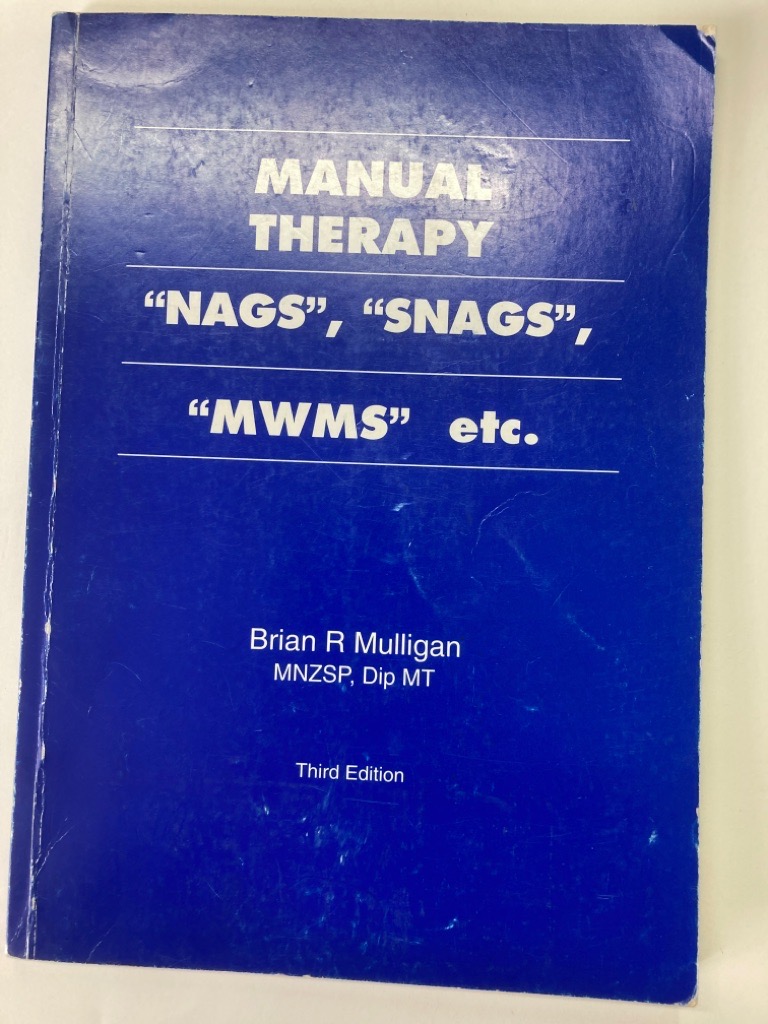 MANUAL
THERAPY
“NAGS”, “SNAGS”,
“MWMS” etc.
Brian R Mulligan
MNZSP, Dip MT
Third Edition